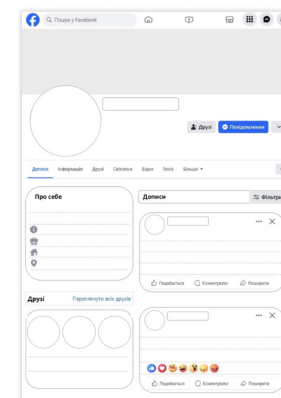 Пошук у Facebook
Друзі
Повідомлення
Дописи Інформація Друзі Світлини Відео Reels Більше
Про себе
Дописи
Фільтри
Подобається Коментувати Поширити
Друзі
Переглянути всіх друзів
Подобається Коментувати Поширити